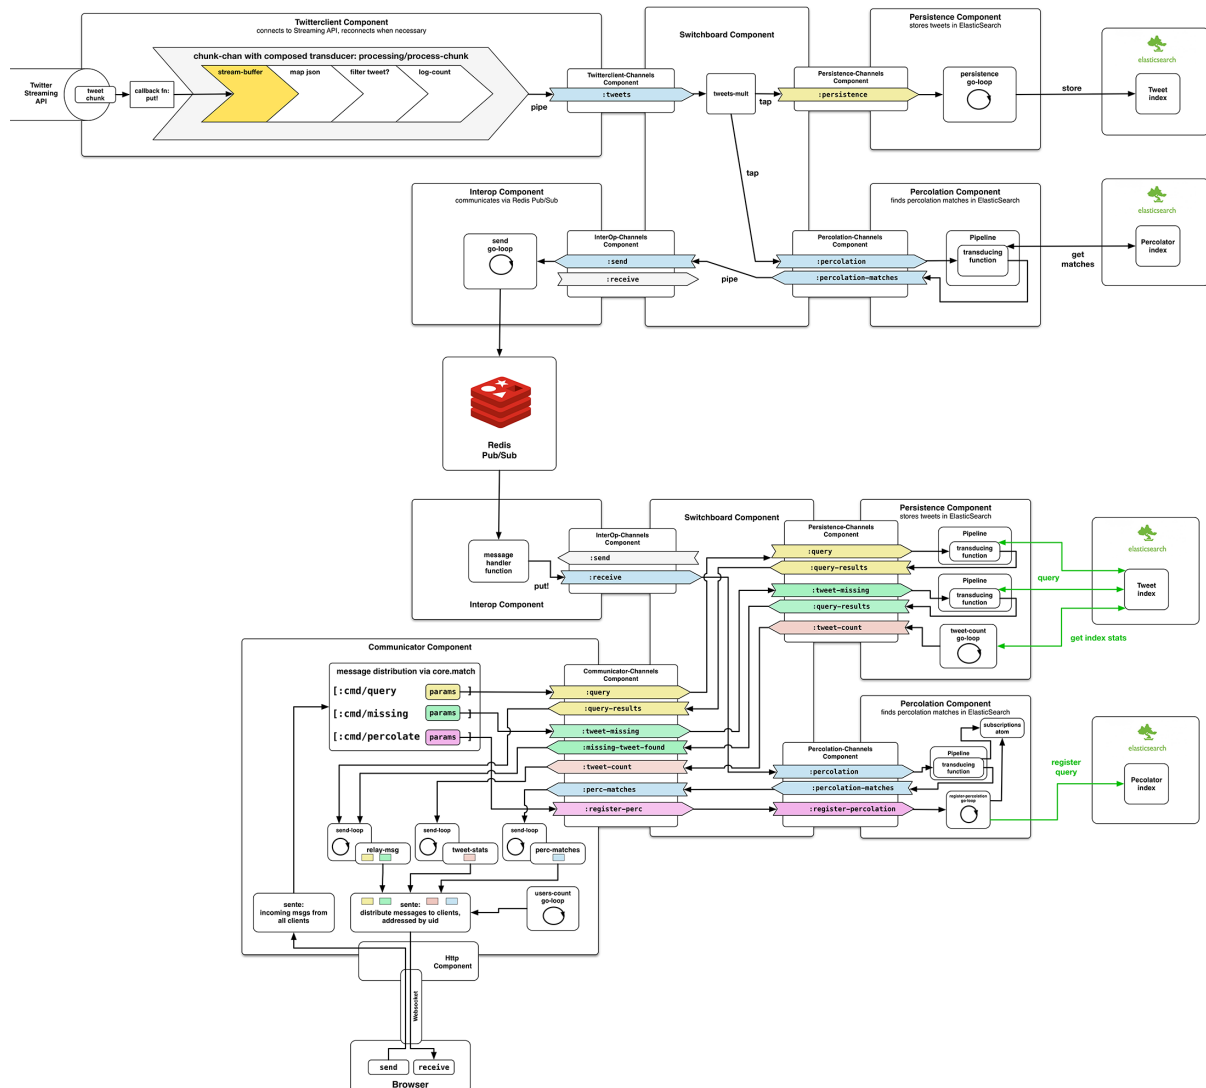 Twitterclient Component
connects to Streaming API, reconnects when necessary
chunk-chan with composed transducer: processing/process-chunk
stream-buffer
map json
filter tweet?
log-count
Twitter
Streaming
API
tweet
chunk
callback fn:
put!
pipe
Twitterclient-Channels
Component
:tweets
Switchboard Component
tweets-mult
tap
tap
Persistence-Channels
Component
:persistence
Persistence Component
stores tweets in ElasticSearch
persistence
go-loop
store
elasticsearch
Tweet
index
Interop Component
communicates via Redis Pub/Sub
send
go-loop
InterOp-Channels
Component
:send
:receive
pipe
Percolation-Channels
Component
:percolation
:percolation-matches
Percolation Component
finds percolation matches in ElasticSearch
Pipeline
transducing
function
get
matches
elasticsearch
Percolator
index
Redis
Pub/Sub
message
handler
function
put!
Interop Component
InterOp-Channels
Component
:send
:receive
Switchboard Component
Persistence-Channels
Component
:query
:query-results
:tweet-missing
:query-results
:tweet-count
Persistence Component
stores tweets in ElasticSearch
Pipeline
transducing
function
Pipeline
transducing
function
tweet-count
go-loop
query
get index stats
elasticsearch
Tweet
index
Communicator Component
message distribution via core.match
[:cmd/query params ]
[:cmd/missing params ]
[:cmd/percolate params ]
Communicator-Channels
Component
:query
:query-results
:tweet-missing
:missing-tweet-found
:tweet-count
:perc-matches
:register-perc
Percolation-Channels
Component
:percolation
:percolation-matches
:register-percolation
Percolation Component
finds percolation matches in ElasticSearch
subscriptions
atom
Pipeline
transducing
function
register-percolation
go-loop
register
query
elasticsearch
Pecolator
index
send-loop
relay-msg
send-loop
tweet-stats
send-loop
perc-matches
sente:
incoming msgs from
all clients
sente:
distribute messages to clients,
addressed by uid
users-count
go-loop
Http
Component
Websocket
send
receive
Browser